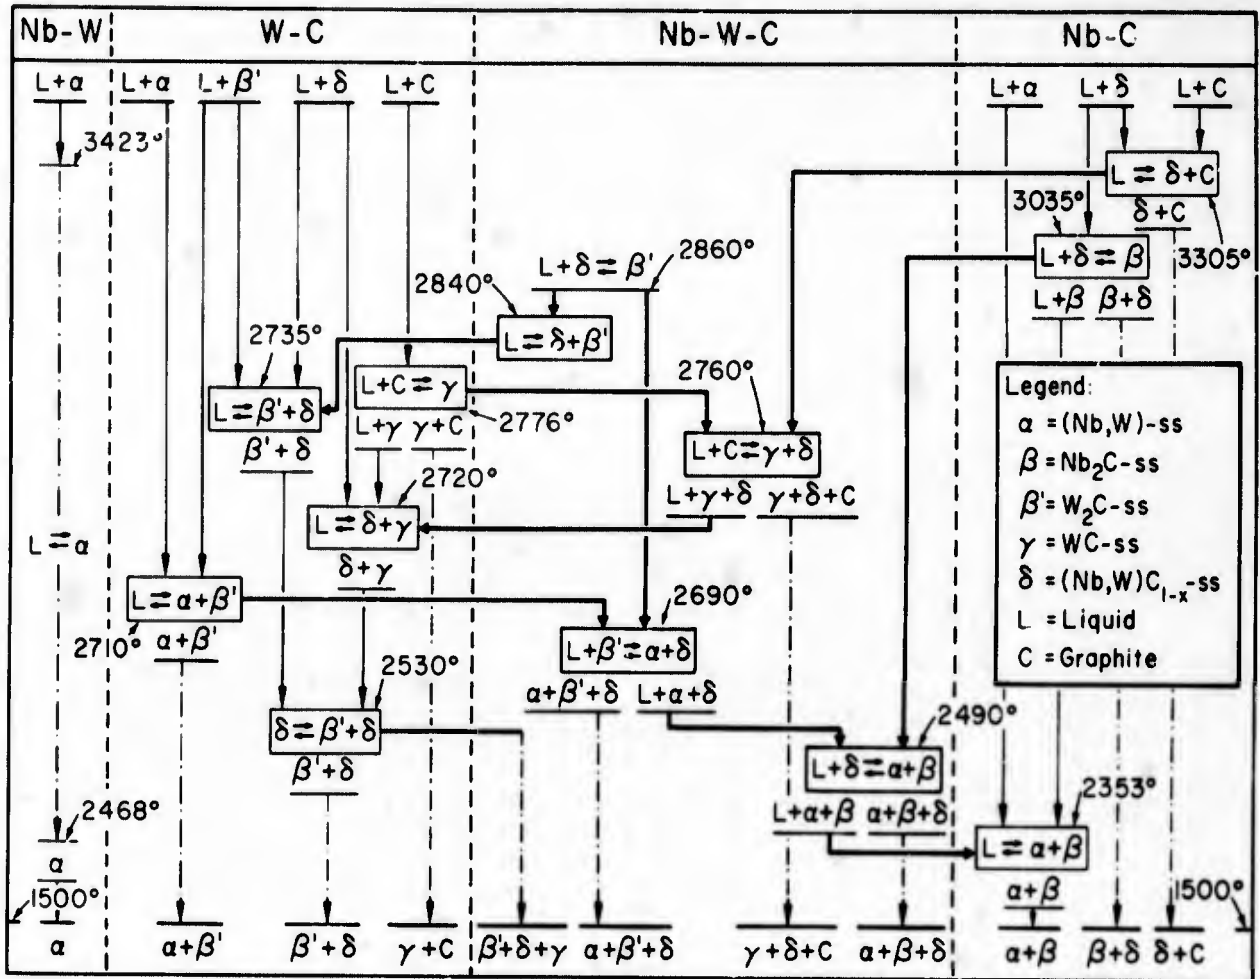 Nb-W W-C Nb-W-C Nb-C
L+α L+α L+β' L+δ L+C L+α L+δ L+C
3423°
L ⇄ δ+C
3035° δ+C
L+δ ⇄ β 3305°
L+δ ⇄ β' 2860°
2840° L+β β+δ
L ⇄ δ+β'
2735°
L+C ⇄ γ 2760°
L ⇄ β'+δ 2776°
L+γ γ+C
β'+δ L+C ⇄ γ+δ
2720° L+γ+δ γ+δ+C
L ⇄ δ+γ
L ⇄ α δ+γ
L ⇄ α+β' 2690°
2710° α+β' L+β' ⇄ α+δ
2530° α+β'+δ L+α+δ
δ ⇄ β'+δ 2490°
β'+δ L+δ ⇄ α+β
2468° L+α+β α+β+δ 2353°
α L ⇄ α+β
1500° α+β 1500°
α α+β' β'+δ γ+C β'+δ+γ α+β'+δ γ+δ+C α+β+δ α+β β+δ δ+C
Legend:
α = (Nb,W)-ss
β = Nb₂C-ss
β' = W₂C-ss
γ = WC-ss
δ = (Nb,W)C₁₋ₓ-ss
L = Liquid
C = Graphite